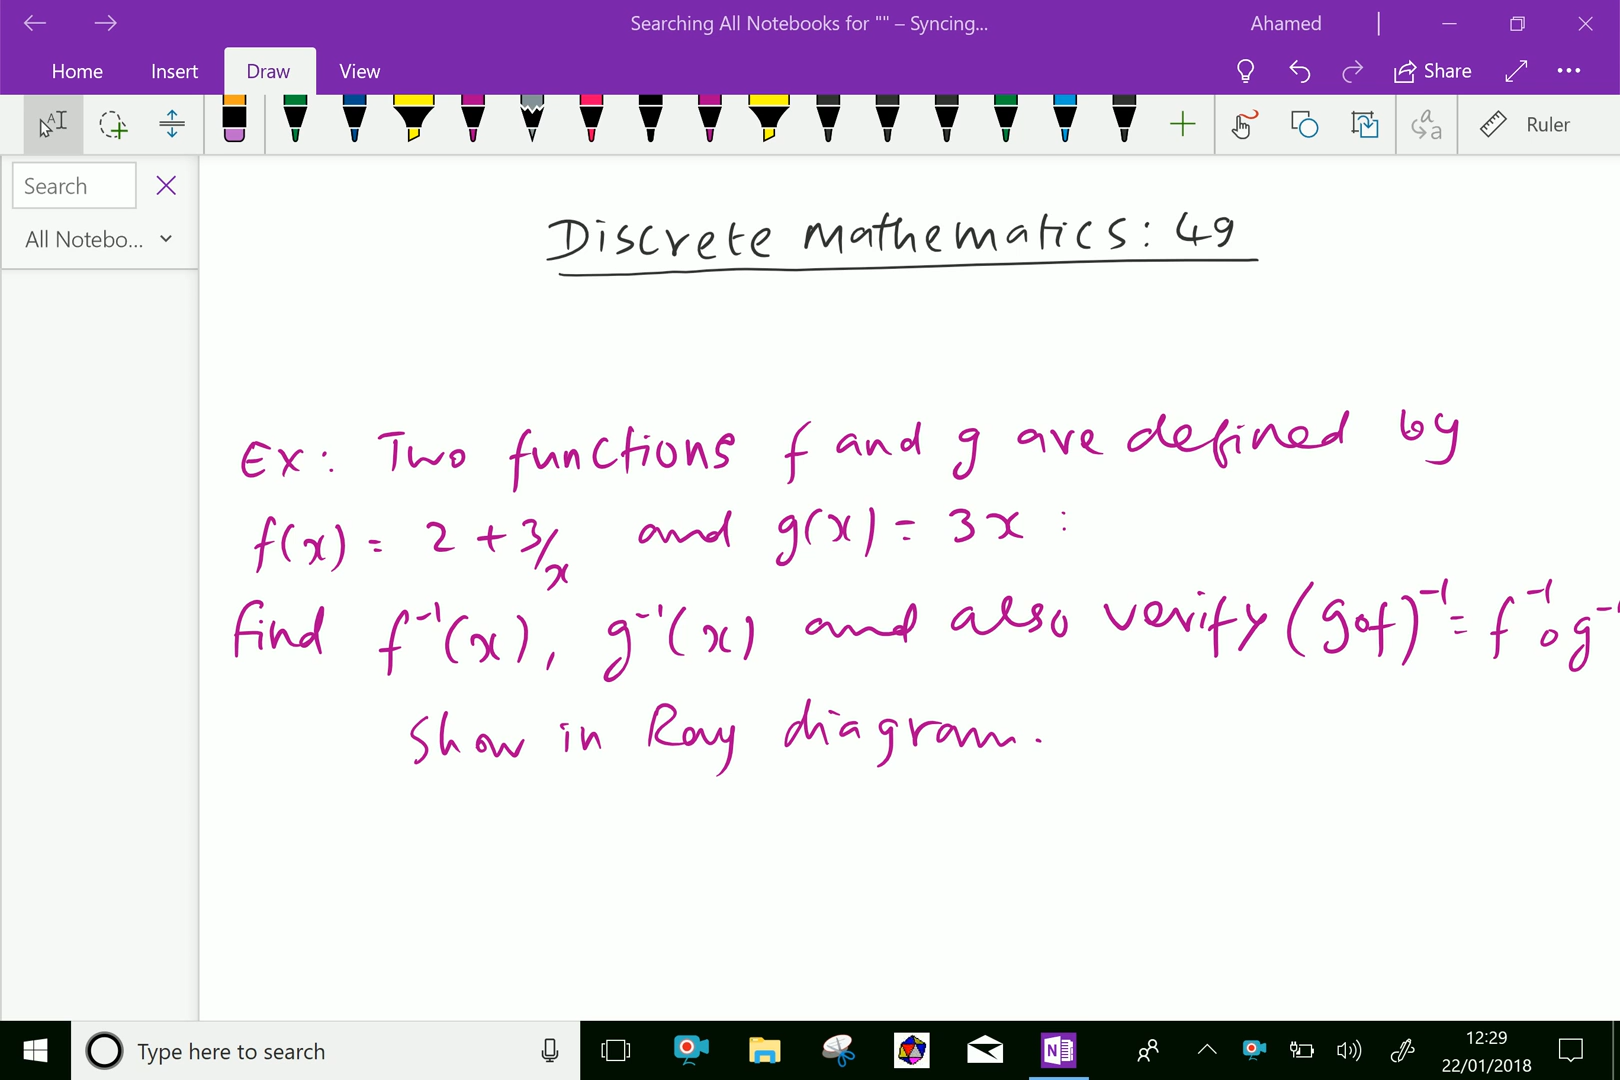 Searching All Notebooks for "" – Syncing...
Ahamed
Home Insert Draw View
Share
Ruler
Search
All Notebo...
Discrete Mathematics: 49
Ex: Two functions f and g are defined by
f(x) = 2 + 3/x and g(x) = 3x :
Find f⁻¹(x), g⁻¹(x) and also verify (gof)⁻¹ = f⁻¹o g⁻¹
Show in Ray diagram.
Type here to search
12:29
22/01/2018